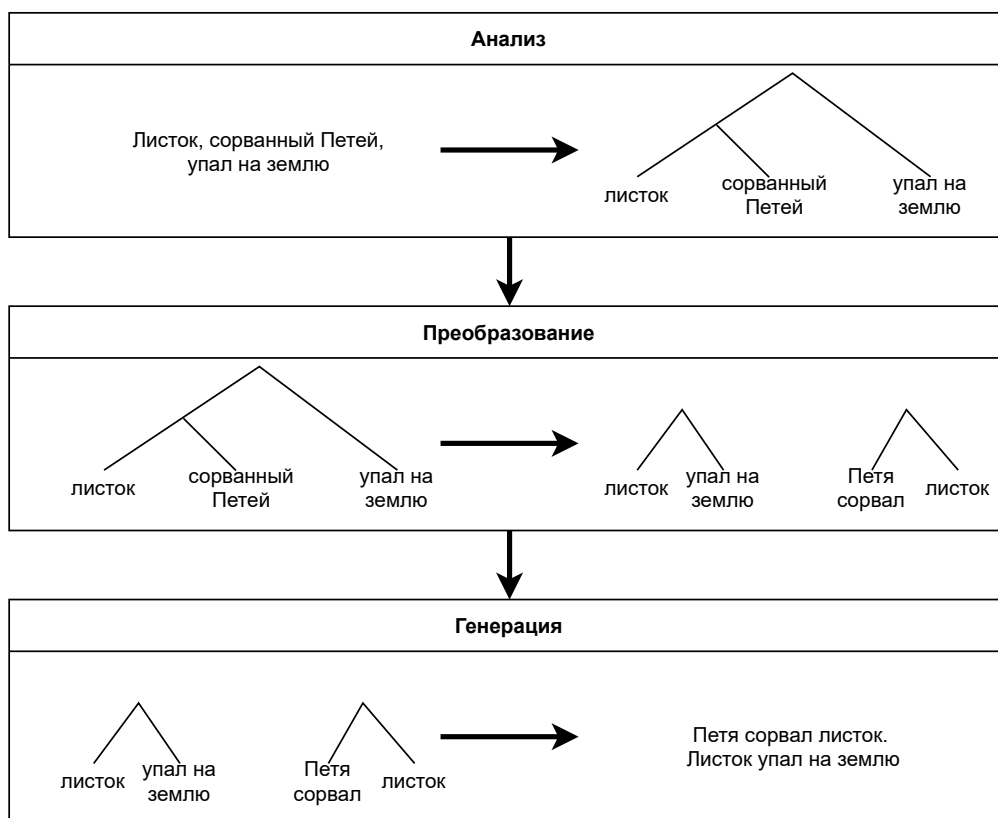 Анализ
Листок, сорванный Петей,
упал на землю
листок
сорванный
Петей
упал на
землю
Преобразование
листок
сорванный
Петей
упал на
землю
листок
упал на
землю
Петя
сорвал
листок
Генерация
листок
упал на
землю
Петя
сорвал
листок
Петя сорвал листок.
Листок упал на землю